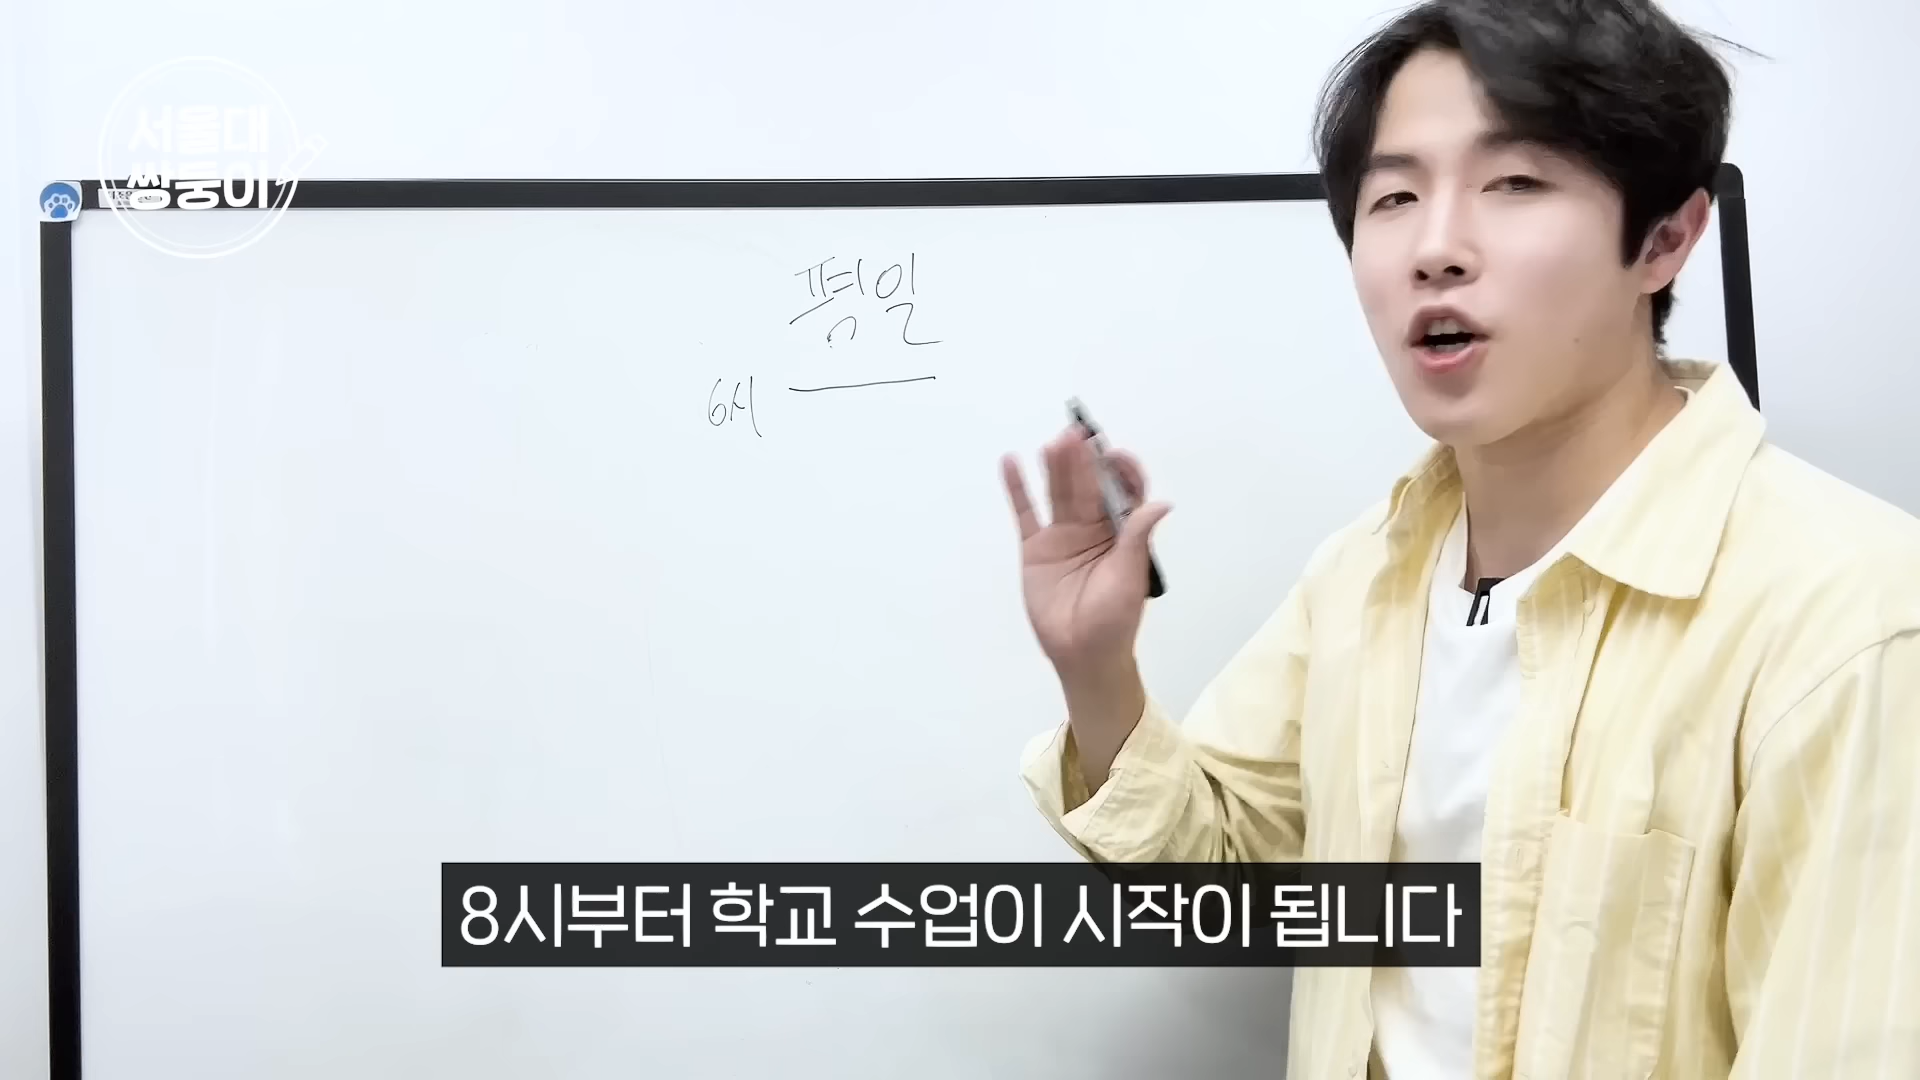 서울대
쌍둥이
평일
6시
8시부터 학교 수업이 시작이 됩니다